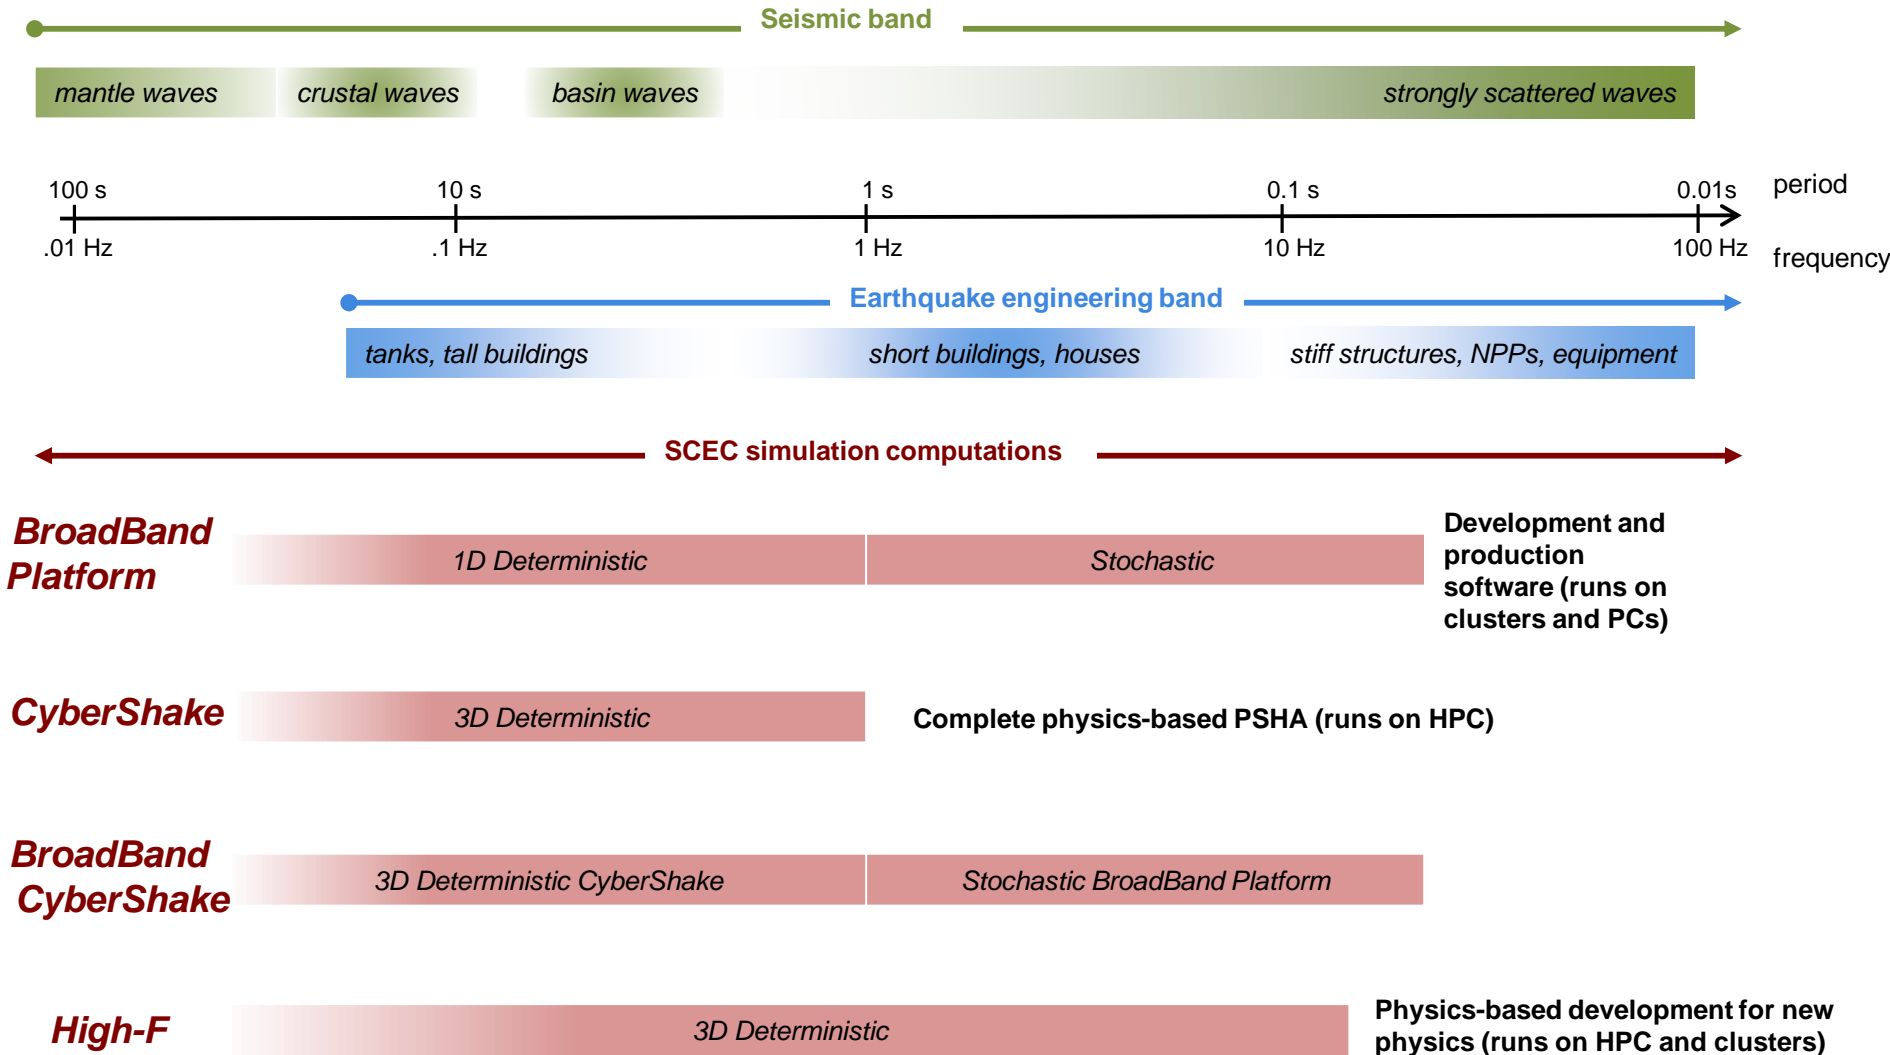 Seismic band
mantle waves
crustal waves
basin waves
strongly scattered waves
100 s
10 s
1 s
0.1 s
0.01s
period
.01 Hz
.1 Hz
1 Hz
10 Hz
100 Hz
frequency
Earthquake engineering band
tanks, tall buildings
short buildings, houses
stiff structures, NPPs, equipment
SCEC simulation computations
BroadBand
Platform
1D Deterministic
Stochastic
Development and
production
software (runs on
clusters and PCs)
CyberShake
3D Deterministic
Complete physics-based PSHA (runs on HPC)
BroadBand
CyberShake
3D Deterministic CyberShake
Stochastic BroadBand Platform
High-F
3D Deterministic
Physics-based development for new
physics (runs on HPC and clusters)